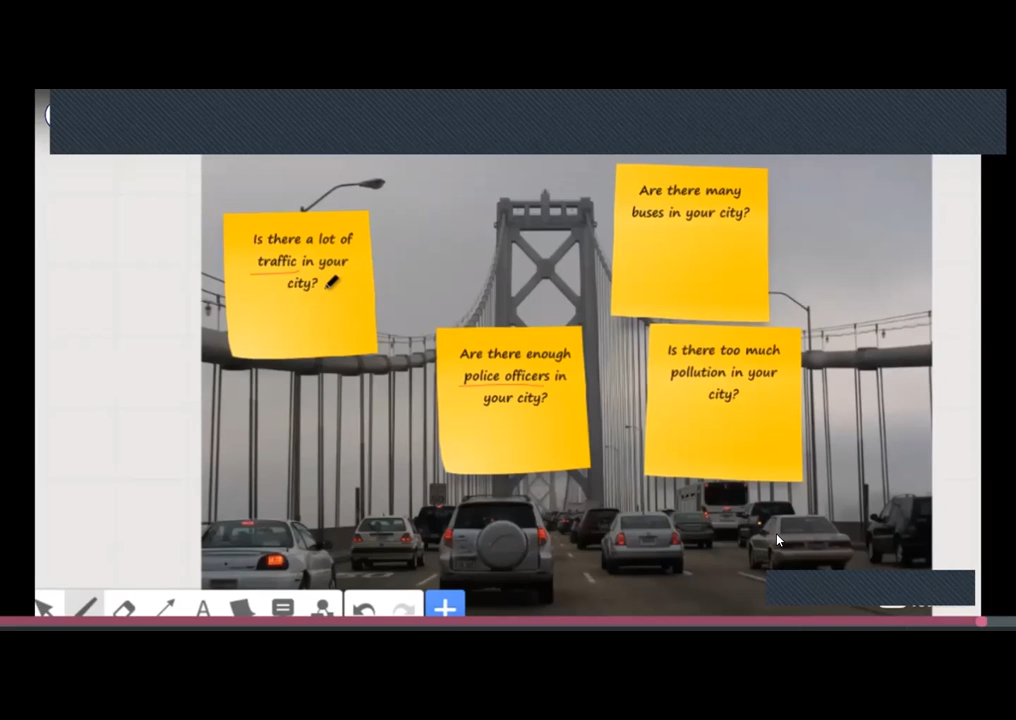 Is there a lot of
traffic in your
city?
Are there many
buses in your city?
Are there enough
police officers in
your city?
Is there too much
pollution in your
city?
A